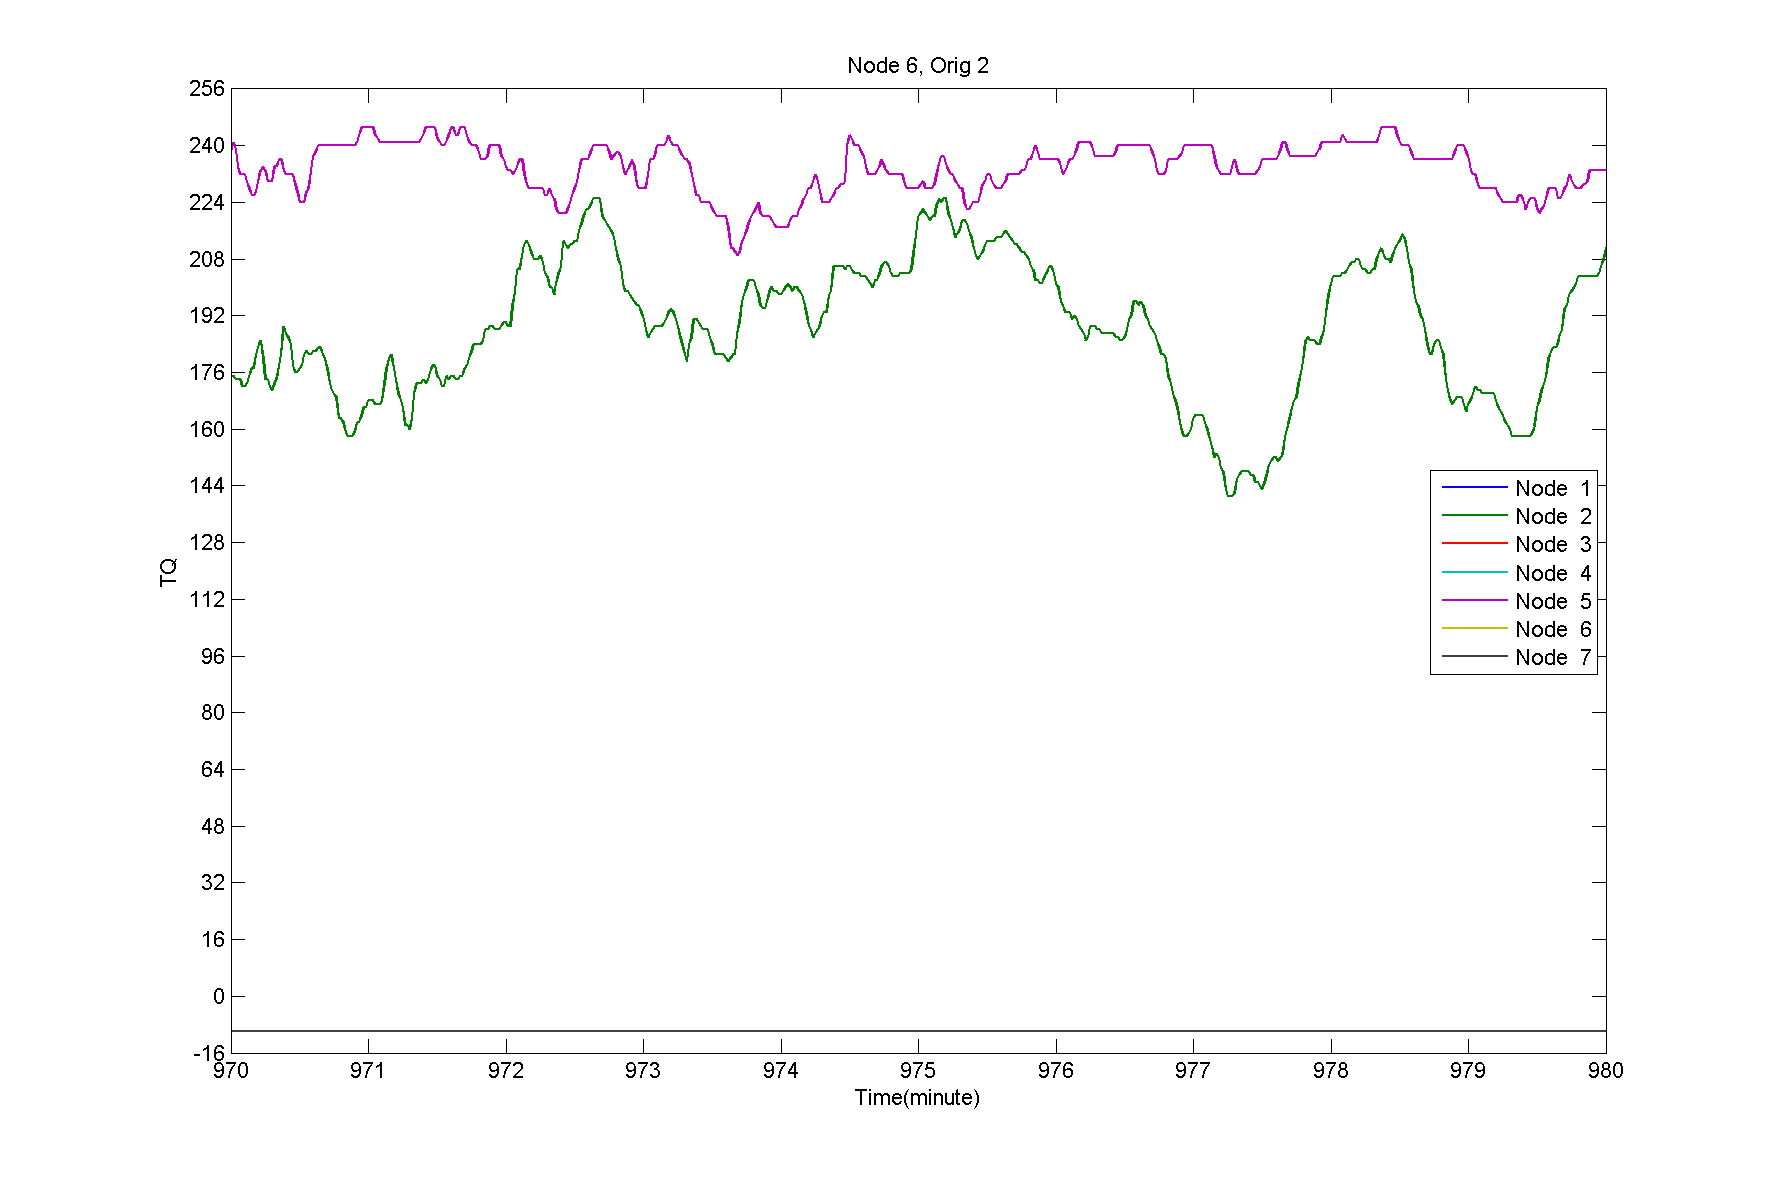 Node 6, Orig 2
256
240
224
208
192
176
160
144
128
112
96
80
64
48
32
16
0
-16
TQ
Node 1
Node 2
Node 3
Node 4
Node 5
Node 6
Node 7
970 971 972 973 974 975 976 977 978 979 980
Time(minute)